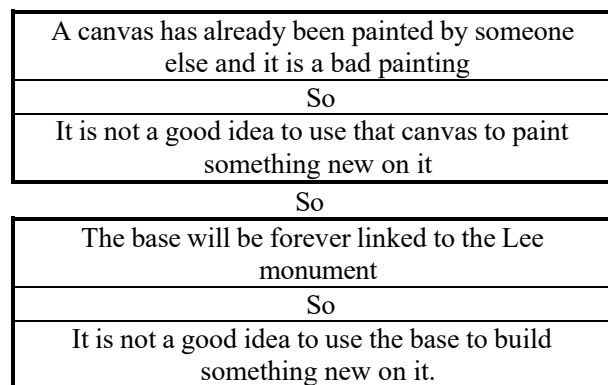 A canvas has already been painted by someone
else and it is a bad painting
So
It is not a good idea to use that canvas to paint
something new on it
So
The base will be forever linked to the Lee
monument
So
It is not a good idea to use the base to build
something new on it.